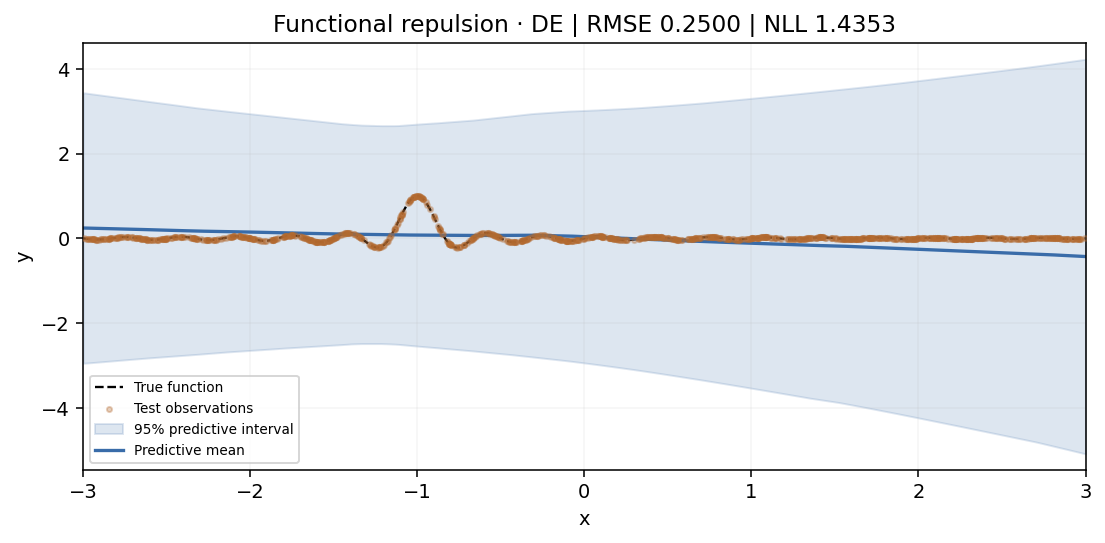 Functional repulsion · DE | RMSE 0.2500 | NLL 1.4353
4
2
0
−2
−4
y
True function
Test observations
95% predictive interval
Predictive mean
−3
−2
−1
0
1
2
3
x